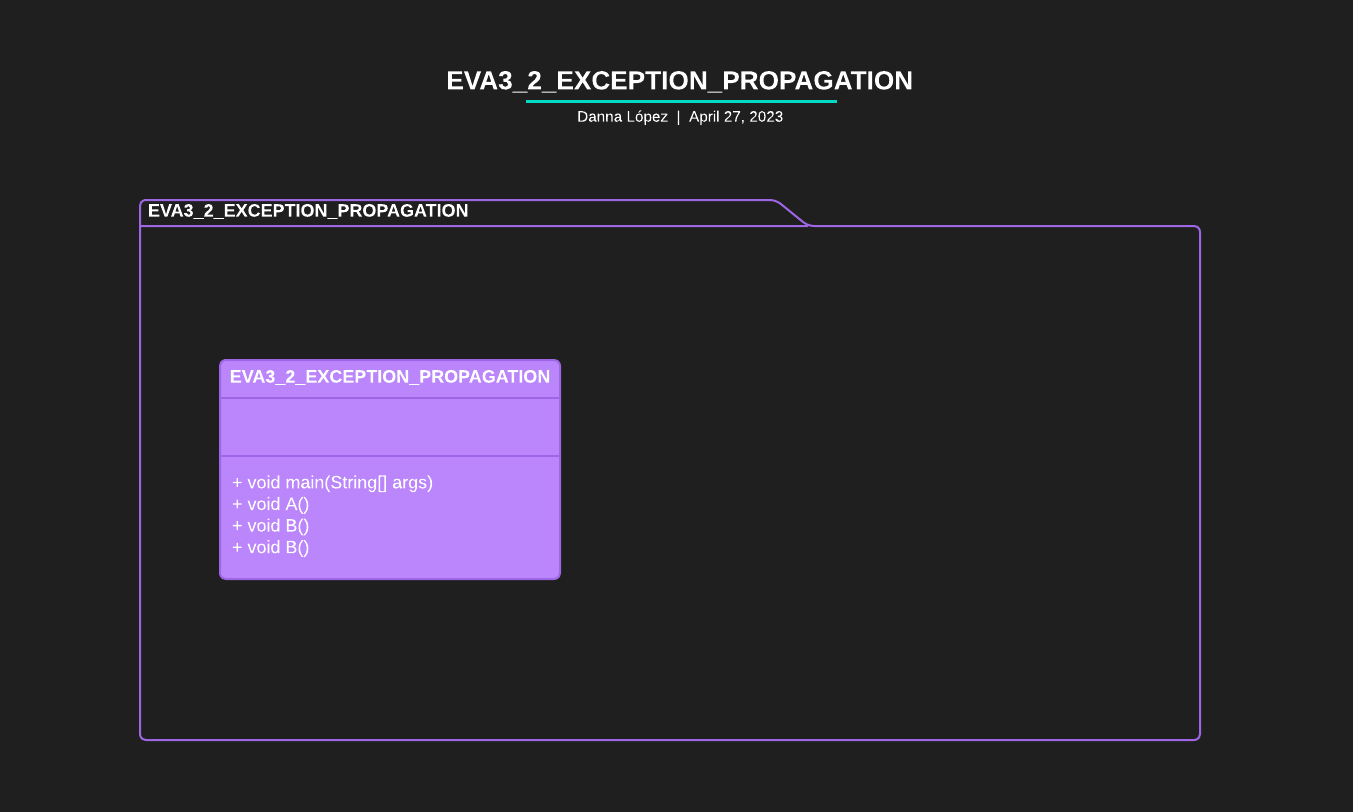 EVA3_2_EXCEPTION_PROPAGATION
Danna López | April 27, 2023
EVA3_2_EXCEPTION_PROPAGATION
EVA3_2_EXCEPTION_PROPAGATION
+ void main(String[] args)
+ void A()
+ void B()
+ void B()